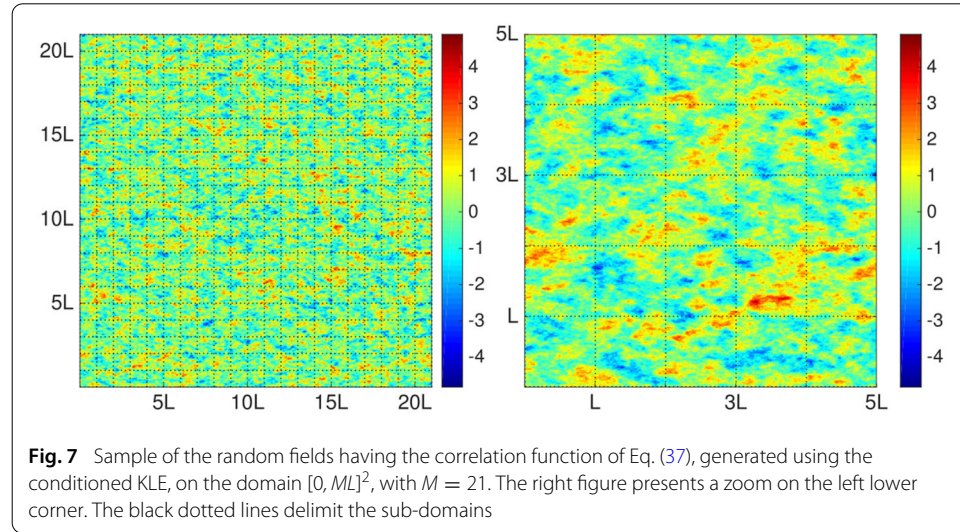 20L
15L
10L
5L
5L
10L
15L
20L
4
3
2
1
0
-1
-2
-3
-4
5L
3L
L
L
3L
5L
4
3
2
1
0
-1
-2
-3
-4
Fig. 7 Sample of the random fields having the correlation function of Eq. (37), generated using the
conditioned KLE, on the domain [0, ML]², with M = 21. The right figure presents a zoom on the left lower
corner. The black dotted lines delimit the sub-domains